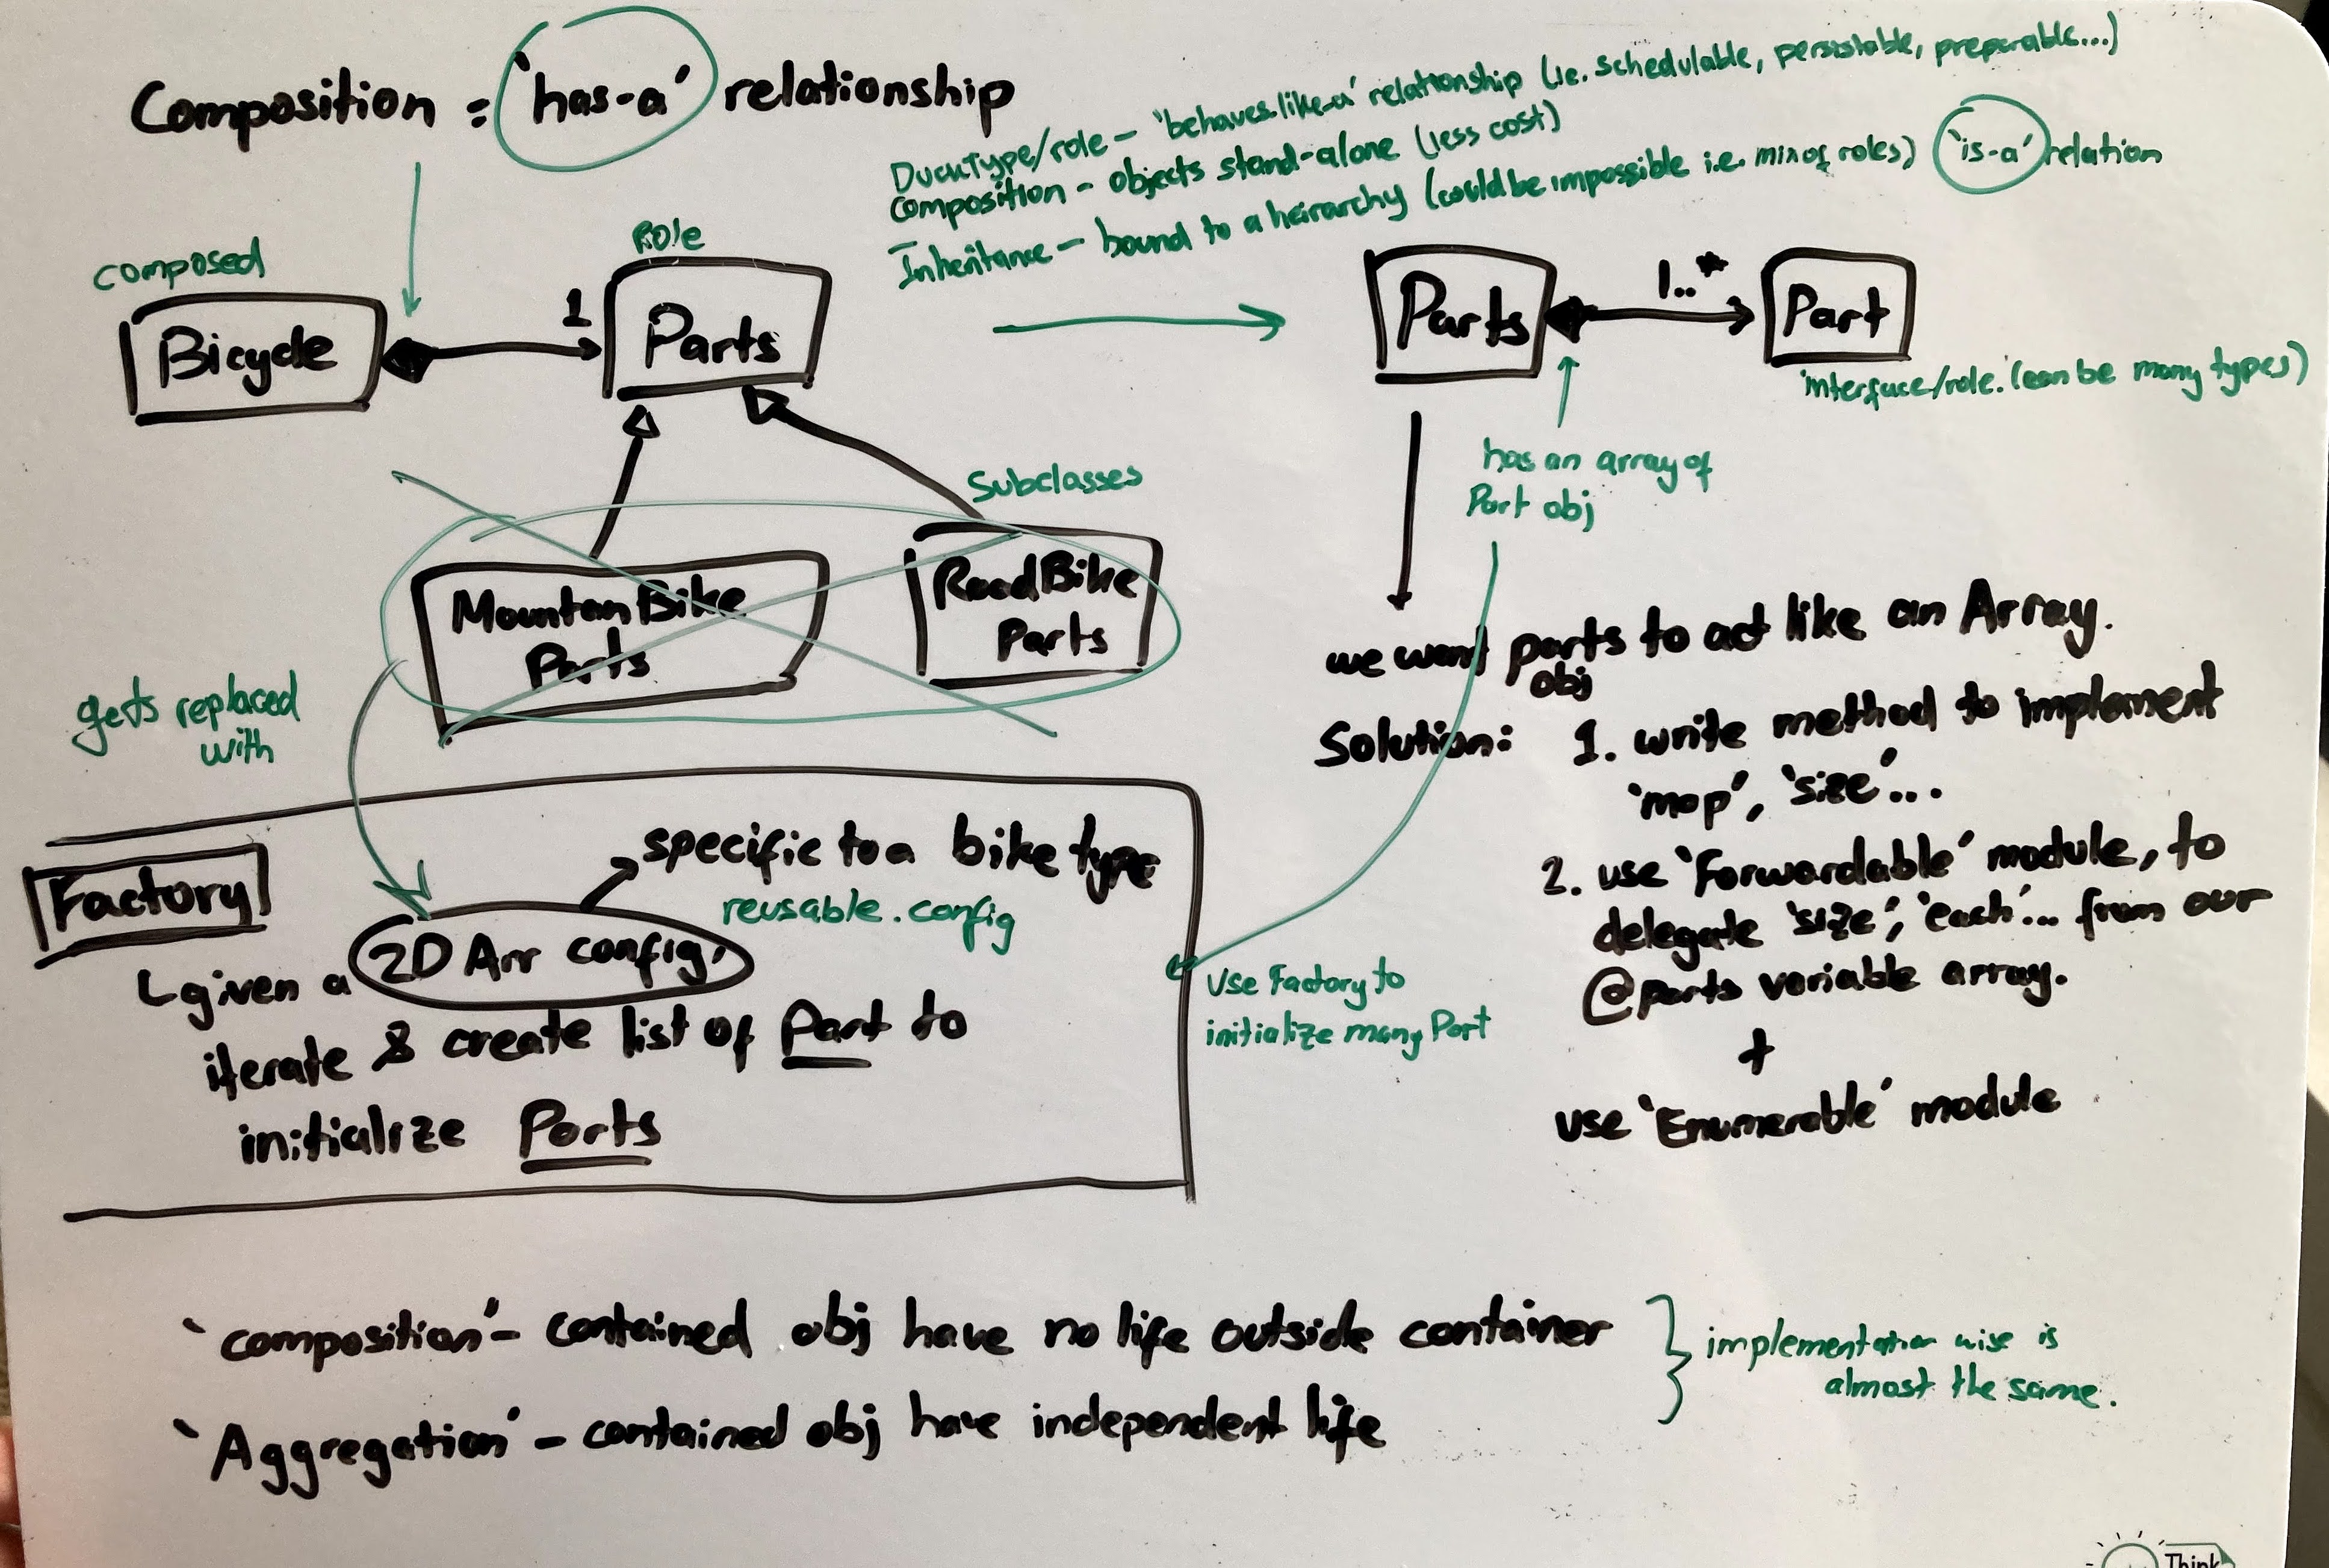 Composition = 'has-a' relationship
DuckType/role - 'behaves-like-a' relationship (ie. schedulable, persistable, preparable...)
Composition - objects stand-alone (less cost)
Inheritance - bound to a heirarchy (could be impossible i.e. mix of roles) 'is-a' relation
composed
Bicycle
1
Role
Parts
Parts
1..*
Part
interface/role. (can be many types)
has an array of
Part obj
Subclasses
MountanBike
Parts
RoadBike
Parts
gets replaced
with
Factory
specific to a bike type
reusable.config
given a 2D Arr config,
iterate & create list of Part to
initialize Parts
Use Factory to
initialize many Part
we want parts to act like an Array.
obj
Solution: 1. write method to implement
'map', 'size'...
2. use 'Forwardable' module, to
delegate 'size', 'each'... from our
@parts variable array.
+
use 'Enumerable' module
'composition' - contained obj have no life outside container
'Aggregation' - contained obj have independent life
implementation wise is
almost the same.
Think